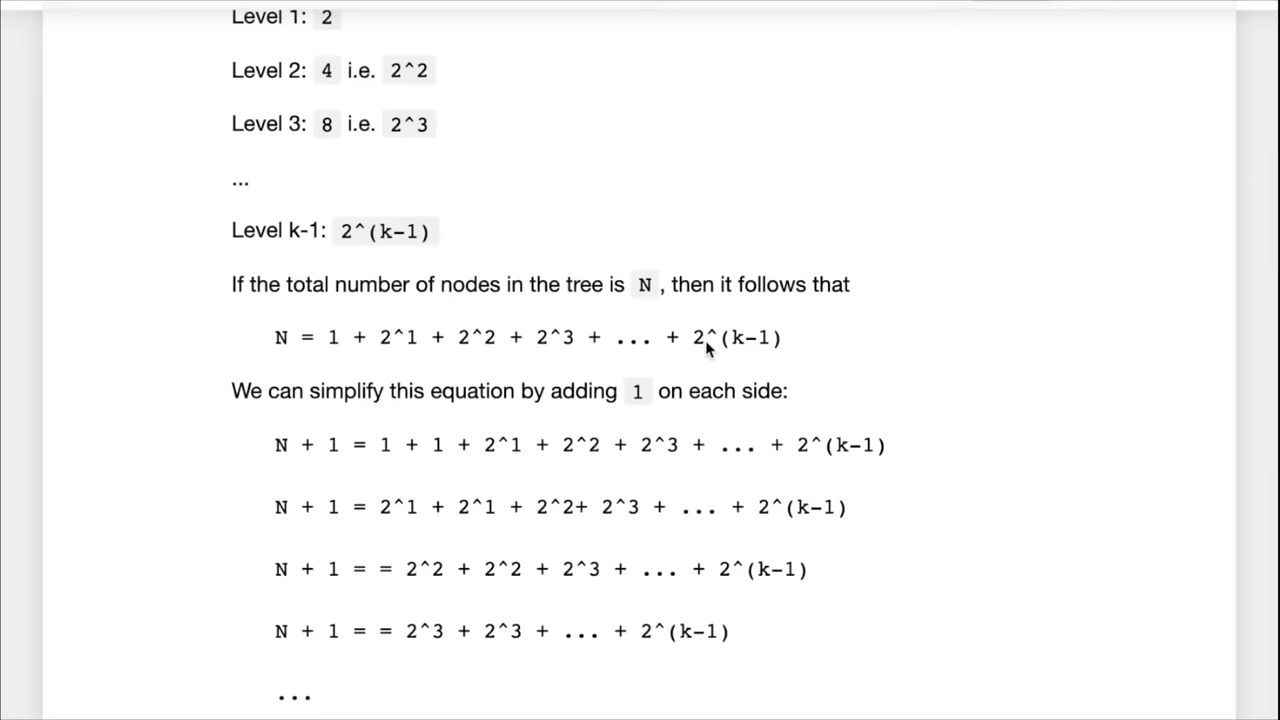 Level 1: 2
Level 2: 4 i.e. 2^2
Level 3: 8 i.e. 2^3
...
Level k-1: 2^(k-1)
If the total number of nodes in the tree is N , then it follows that
N = 1 + 2^1 + 2^2 + 2^3 + ... + 2^(k-1)
We can simplify this equation by adding 1 on each side:
N + 1 = 1 + 1 + 2^1 + 2^2 + 2^3 + ... + 2^(k-1)
N + 1 = 2^1 + 2^1 + 2^2+ 2^3 + ... + 2^(k-1)
N + 1 = = 2^2 + 2^2 + 2^3 + ... + 2^(k-1)
N + 1 = = 2^3 + 2^3 + ... + 2^(k-1)
...